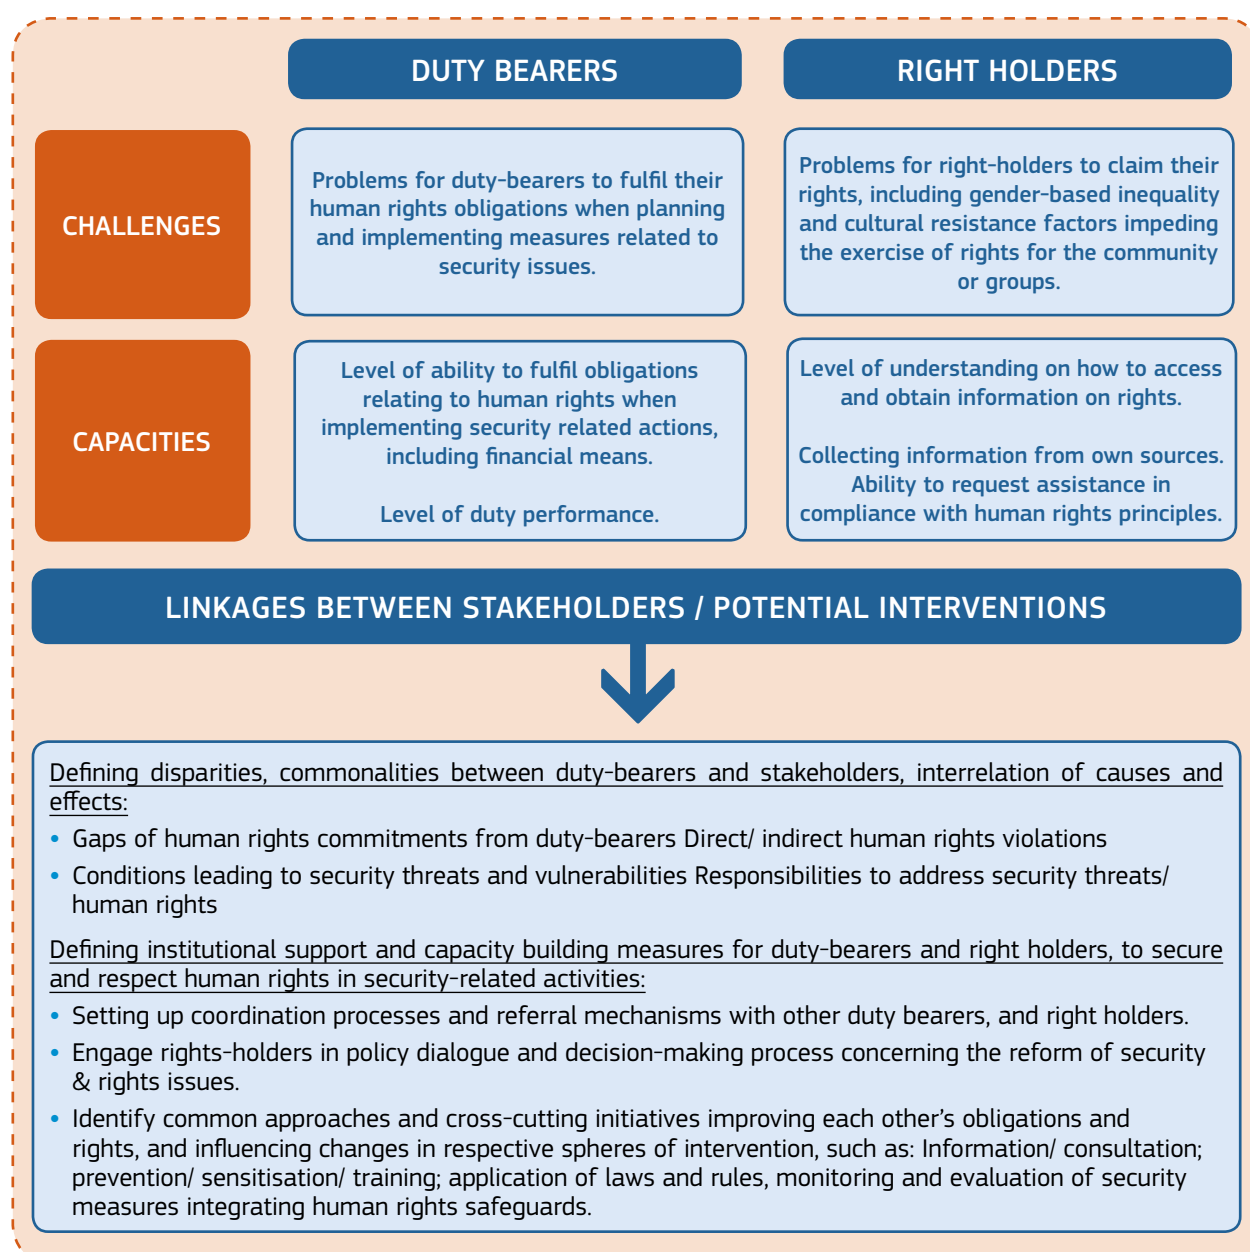 DUTY BEARERS
RIGHT HOLDERS
CHALLENGES
Problems for duty-bearers to fulfil their
human rights obligations when planning
and implementing measures related to
security issues.
Problems for right-holders to claim their
rights, including gender-based inequality
and cultural resistance factors impeding
the exercise of rights for the community
or groups.
CAPACITIES
Level of ability to fulfil obligations
relating to human rights when
implementing security related actions,
including financial means.
Level of duty performance.
Level of understanding on how to access
and obtain information on rights.
Collecting information from own sources.
Ability to request assistance in
compliance with human rights principles.
LINKAGES BETWEEN STAKEHOLDERS / POTENTIAL INTERVENTIONS
Defining disparities, commonalities between duty-bearers and stakeholders, interrelation of causes and
effects:
• Gaps of human rights commitments from duty-bearers Direct/ indirect human rights violations
• Conditions leading to security threats and vulnerabilities Responsibilities to address security threats/
human rights
Defining institutional support and capacity building measures for duty-bearers and right holders, to secure
and respect human rights in security-related activities:
• Setting up coordination processes and referral mechanisms with other duty bearers, and right holders.
• Engage rights-holders in policy dialogue and decision-making process concerning the reform of security
& rights issues.
• Identify common approaches and cross-cutting initiatives improving each other's obligations and
rights, and influencing changes in respective spheres of intervention, such as: Information/ consultation;
prevention/ sensitisation/ training; application of laws and rules, monitoring and evaluation of security
measures integrating human rights safeguards.